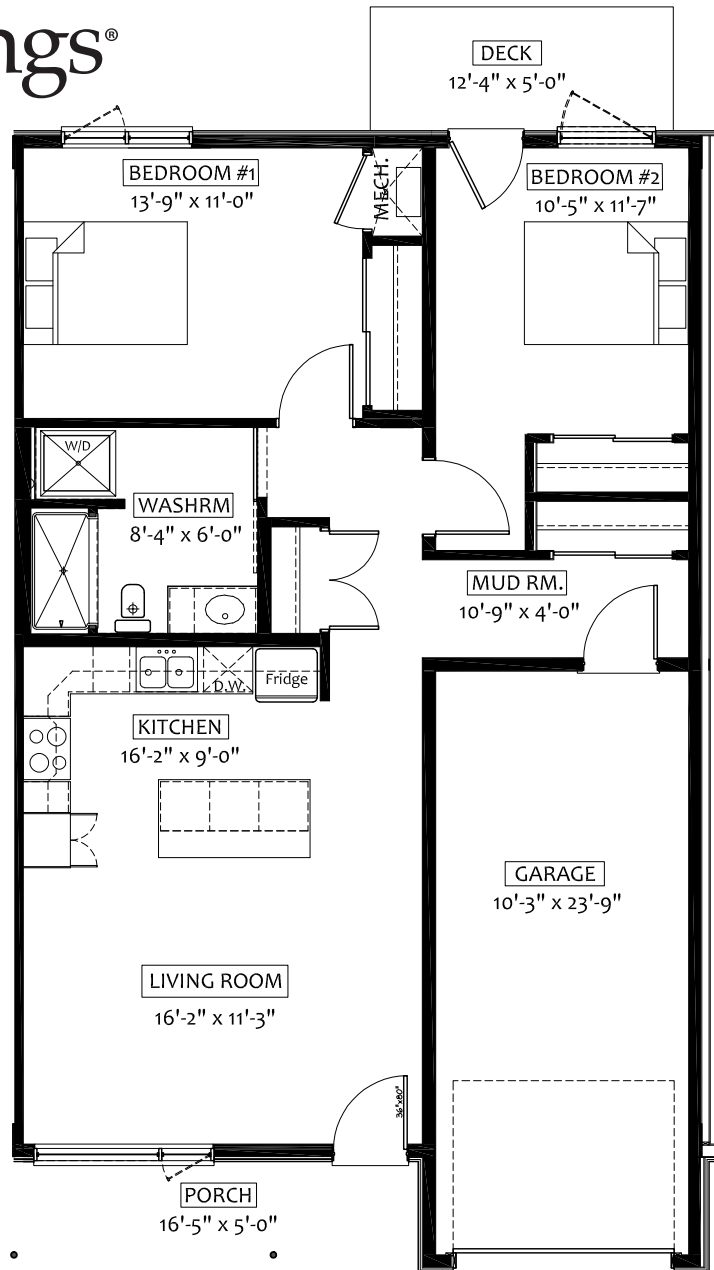 ngs®
DECK
12'-4" x 5'-0"
BEDROOM #1
13'-9" x 11'-0"
MECH.
BEDROOM #2
10'-5" x 11'-7"
W/D
WASHRM
8'-4" x 6'-0"
MUD RM.
10'-9" x 4'-0"
Fridge
D.W.
KITCHEN
16'-2" x 9'-0"
GARAGE
10'-3" x 23'-9"
LIVING ROOM
16'-2" x 11'-3"
36"x80"
PORCH
16'-5" x 5'-0"